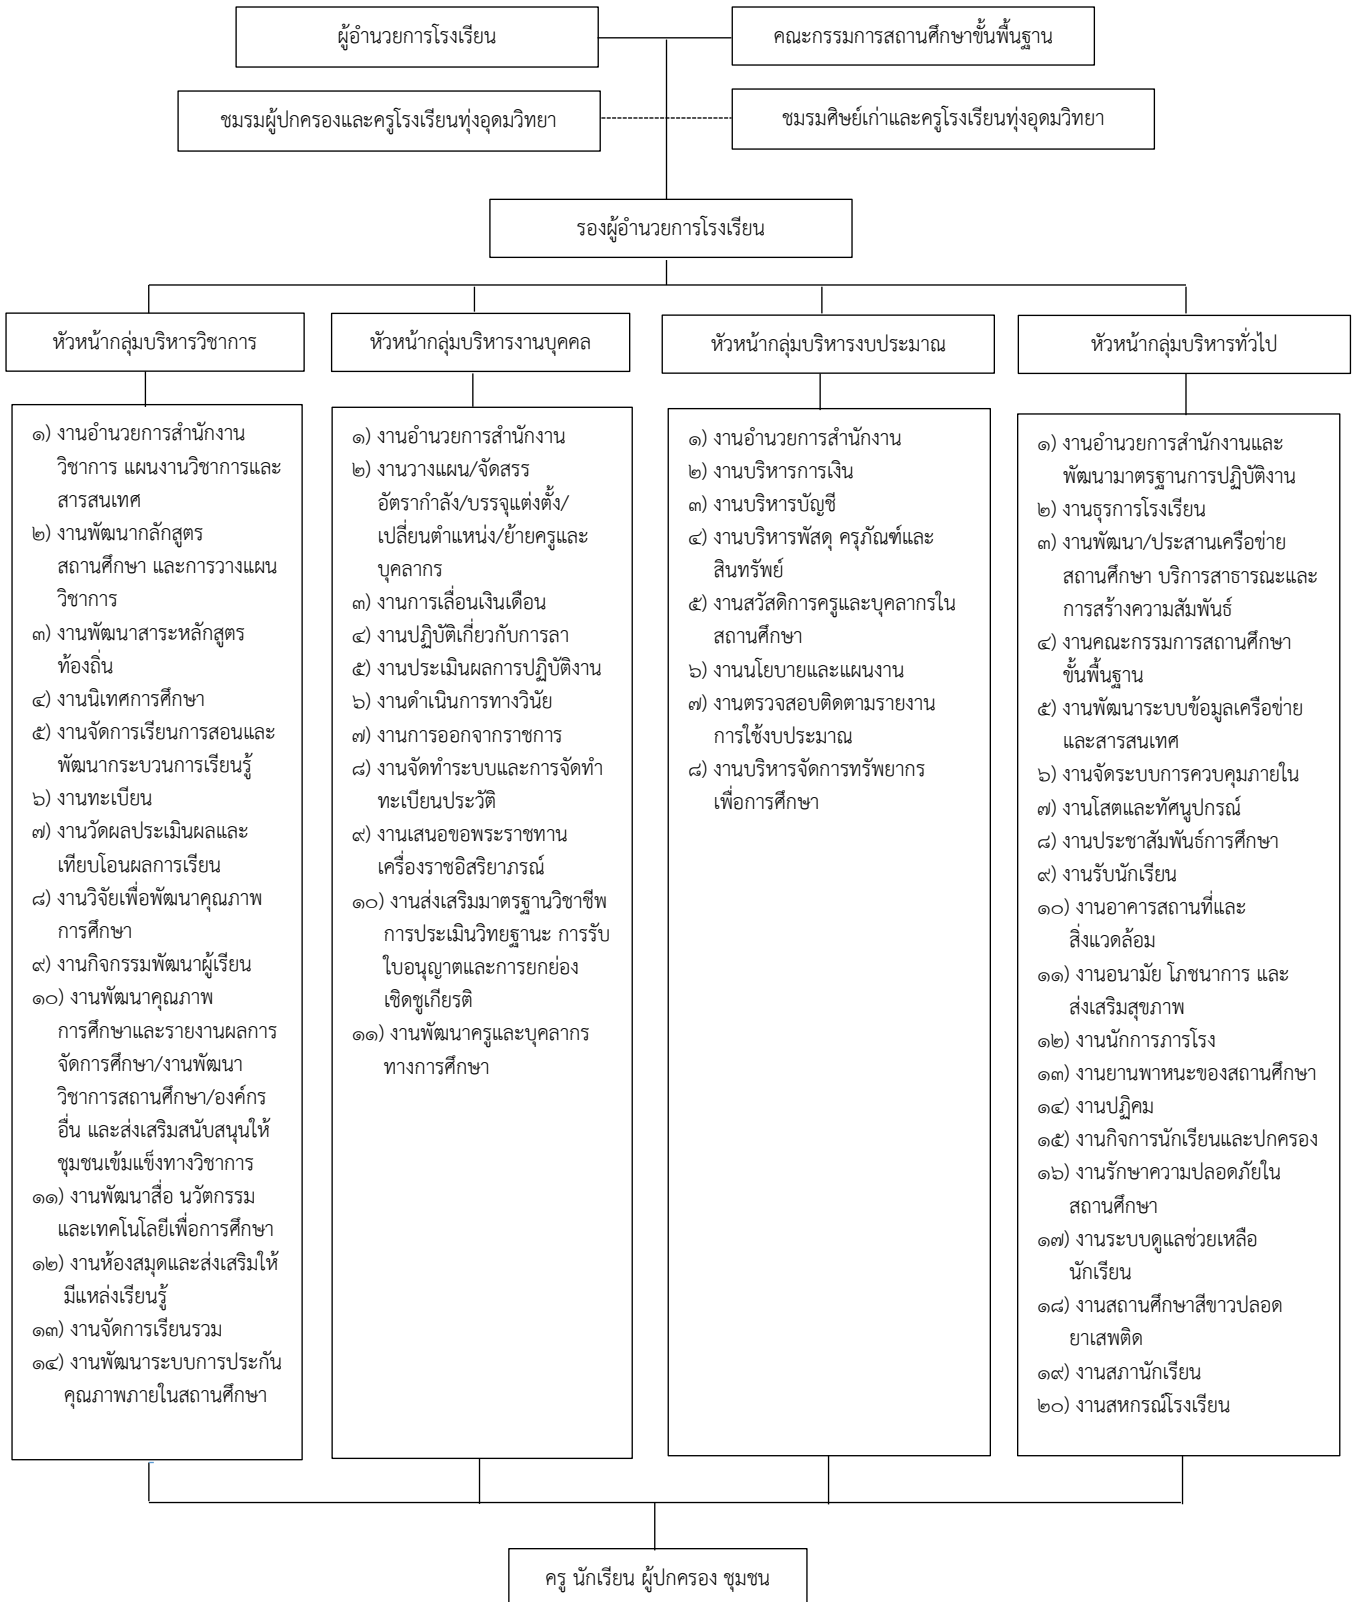 ผู้อำนวยการโรงเรียน
คณะกรรมการสถานศึกษาขั้นพื้นฐาน
ชมรมผู้ปกครองและครูโรงเรียนทุ่งอุดมวิทยา
ชมรมศิษย์เก่าและครูโรงเรียนทุ่งอุดมวิทยา
รองผู้อำนวยการโรงเรียน
หัวหน้ากลุ่มบริหารวิชาการ
๑) งานอำนวยการสำนักงาน
วิชาการ แผนงานวิชาการและ
สารสนเทศ
๒) งานพัฒนากลักสูตร
สถานศึกษา และการวางแผน
วิชาการ
๓) งานพัฒนาสาระหลักสูตร
ท้องถิ่น
๔) งานนิเทศการศึกษา
๕) งานจัดการเรียนการสอนและ
พัฒนากระบวนการเรียนรู้
๖) งานทะเบียน
๗) งานวัดผลประเมินผลและ
เทียบโอนผลการเรียน
๘) งานวิจัยเพื่อพัฒนาคุณภาพ
การศึกษา
๙) งานกิจกรรมพัฒนาผู้เรียน
๑๐) งานพัฒนาคุณภาพ
การศึกษาและรายงานผลการ
จัดการศึกษา/งานพัฒนา
วิชาการสถานศึกษา/องค์กร
อื่น และส่งเสริมสนับสนุนให้
ชุมชนเข้มแข็งทางวิชาการ
๑๑) งานพัฒนาสื่อ นวัตกรรม
และเทคโนโลยีเพื่อการศึกษา
๑๒) งานห้องสมุดและส่งเสริมให้
มีแหล่งเรียนรู้
๑๓) งานจัดการเรียนรวม
๑๔) งานพัฒนาระบบการประกัน
คุณภาพภายในสถานศึกษา
หัวหน้ากลุ่มบริหารงานบุคคล
๑) งานอำนวยการสำนักงาน
๒) งานวางแผน/จัดสรร
อัตรากำลัง/บรรจุแต่งตั้ง/
เปลี่ยนตำแหน่ง/ย้ายครูและ
บุคลากร
๓) งานการเลื่อนเงินเดือน
๔) งานปฏิบัติเกี่ยวกับการลา
๕) งานประเมินผลการปฏิบัติงาน
๖) งานดำเนินการทางวินัย
๗) งานการออกจากราชการ
๘) งานจัดทำระบบและการจัดทำ
ทะเบียนประวัติ
๙) งานเสนอขอพระราชทาน
เครื่องราชอิสริยาภรณ์
๑๐) งานส่งเสริมมาตรฐานวิชาชีพ
การประเมินวิทยฐานะ การรับ
ใบอนุญาตและการยกย่อง
เชิดชูเกียรติ
๑๑) งานพัฒนาครูและบุคลากร
ทางการศึกษา
หัวหน้ากลุ่มบริหารงบประมาณ
๑) งานอำนวยการสำนักงาน
๒) งานบริหารการเงิน
๓) งานบริหารบัญชี
๔) งานบริหารพัสดุ ครุภัณฑ์และ
สินทรัพย์
๕) งานสวัสดิการครูและบุคลากรใน
สถานศึกษา
๖) งานนโยบายและแผนงาน
๗) งานตรวจสอบติดตามรายงาน
การใช้งบประมาณ
๘) งานบริหารจัดการทรัพยากร
เพื่อการศึกษา
หัวหน้ากลุ่มบริหารทั่วไป
๑) งานอำนวยการสำนักงานและ
พัฒนามาตรฐานการปฏิบัติงาน
๒) งานธุรการโรงเรียน
๓) งานพัฒนา/ประสานเครือข่าย
สถานศึกษา บริการสาธารณะและ
การสร้างความสัมพันธ์
๔) งานคณะกรรมการสถานศึกษา
ขั้นพื้นฐาน
๕) งานพัฒนาระบบข้อมูลเครือข่าย
และสารสนเทศ
๖) งานจัดระบบการควบคุมภายใน
๗) งานโสตและทัศนูปกรณ์
๘) งานประชาสัมพันธ์การศึกษา
๙) งานรับนักเรียน
๑๐) งานอาคารสถานที่และ
สิ่งแวดล้อม
๑๑) งานอนามัย โภชนาการ และ
ส่งเสริมสุขภาพ
๑๒) งานนักการภารโรง
๑๓) งานยานพาหนะของสถานศึกษา
๑๔) งานปฏิคม
๑๕) งานกิจการนักเรียนและปกครอง
๑๖) งานรักษาความปลอดภัยใน
สถานศึกษา
๑๗) งานระบบดูแลช่วยเหลือ
นักเรียน
๑๘) งานสถานศึกษาสีขาวปลอด
ยาเสพติด
๑๙) งานสภานักเรียน
๒๐) งานสหกรณ์โรงเรียน
ครู นักเรียน ผู้ปกครอง ชุมชน